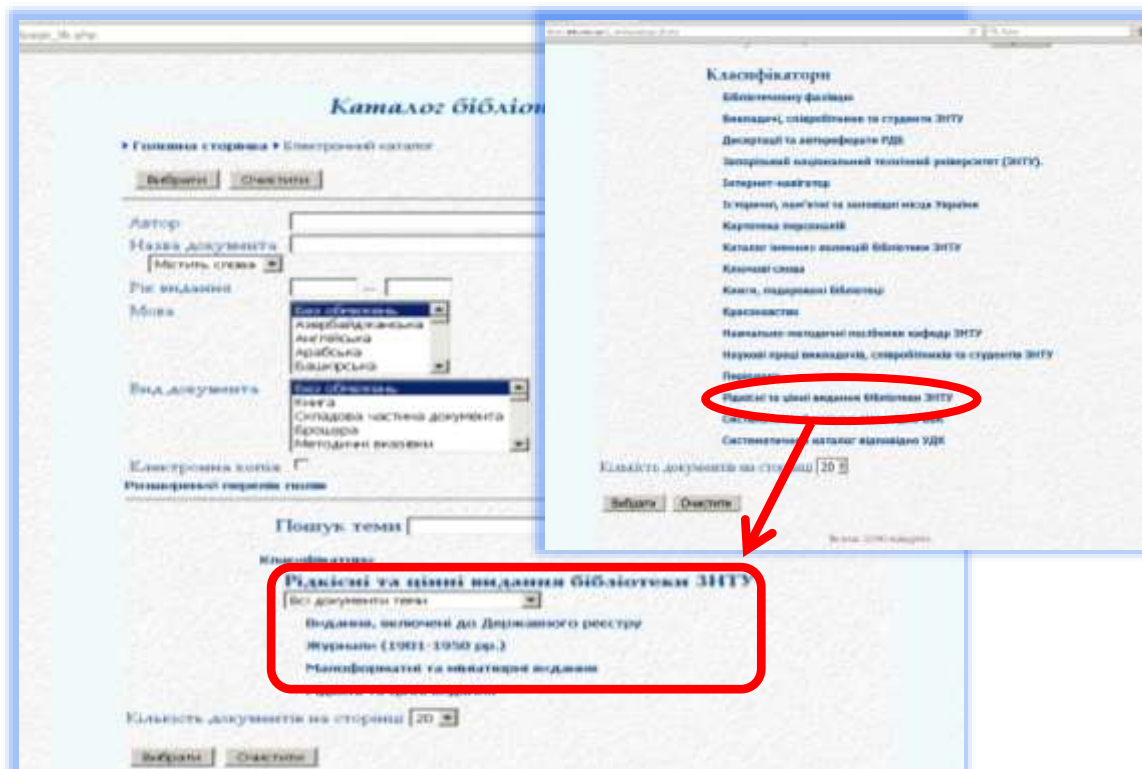 Каталог
Головна сторінка Електронний каталог
Вибрати Очистити
Автор
Назва документа
Містить слова
Рік видання –
Мова
Без обмежень
Азербайджанська
Англійська
Арабська
Башкирська
Вид документа
Без обмежень
Книга
Складова частина документа
Брошура
Методичні вказівки
Електронна копія
Розширений перелік полів
Пошук теми
Класифікатори
Рідкісні та цінні видання бібліотеки ЗНТУ
Всі документи теми
Видання, включені до Державного реєстру
Журнали (1901-1950 рр.)
Малоформатні та мініатюрні видання
Кількість документів на сторінці 20
Вибрати Очистити
Класифікатори
Бібліотечному фахівцю
Викладачі, співробітники та студенти ЗНТУ
Дисертації та автореферати
Запорізький національний технічний університет (ЗНТУ).
Інтернет-навігатор
Історичні, пам'ятні та заповідні місця України
Картотека персоналій
Каталог іменних колекцій бібліотеки ЗНТУ
Ключові слова
Книги, подаровані бібліотеці
Краєзнавство
Навчально-методичні посібники кафедр ЗНТУ
Наукові праці викладачів, співробітників та студентів ЗНТУ
Рідкісні та цінні видання бібліотеки ЗНТУ
Систематичний каталог відповідно УДК
Кількість документів на сторінці 20
Вибрати Очистити